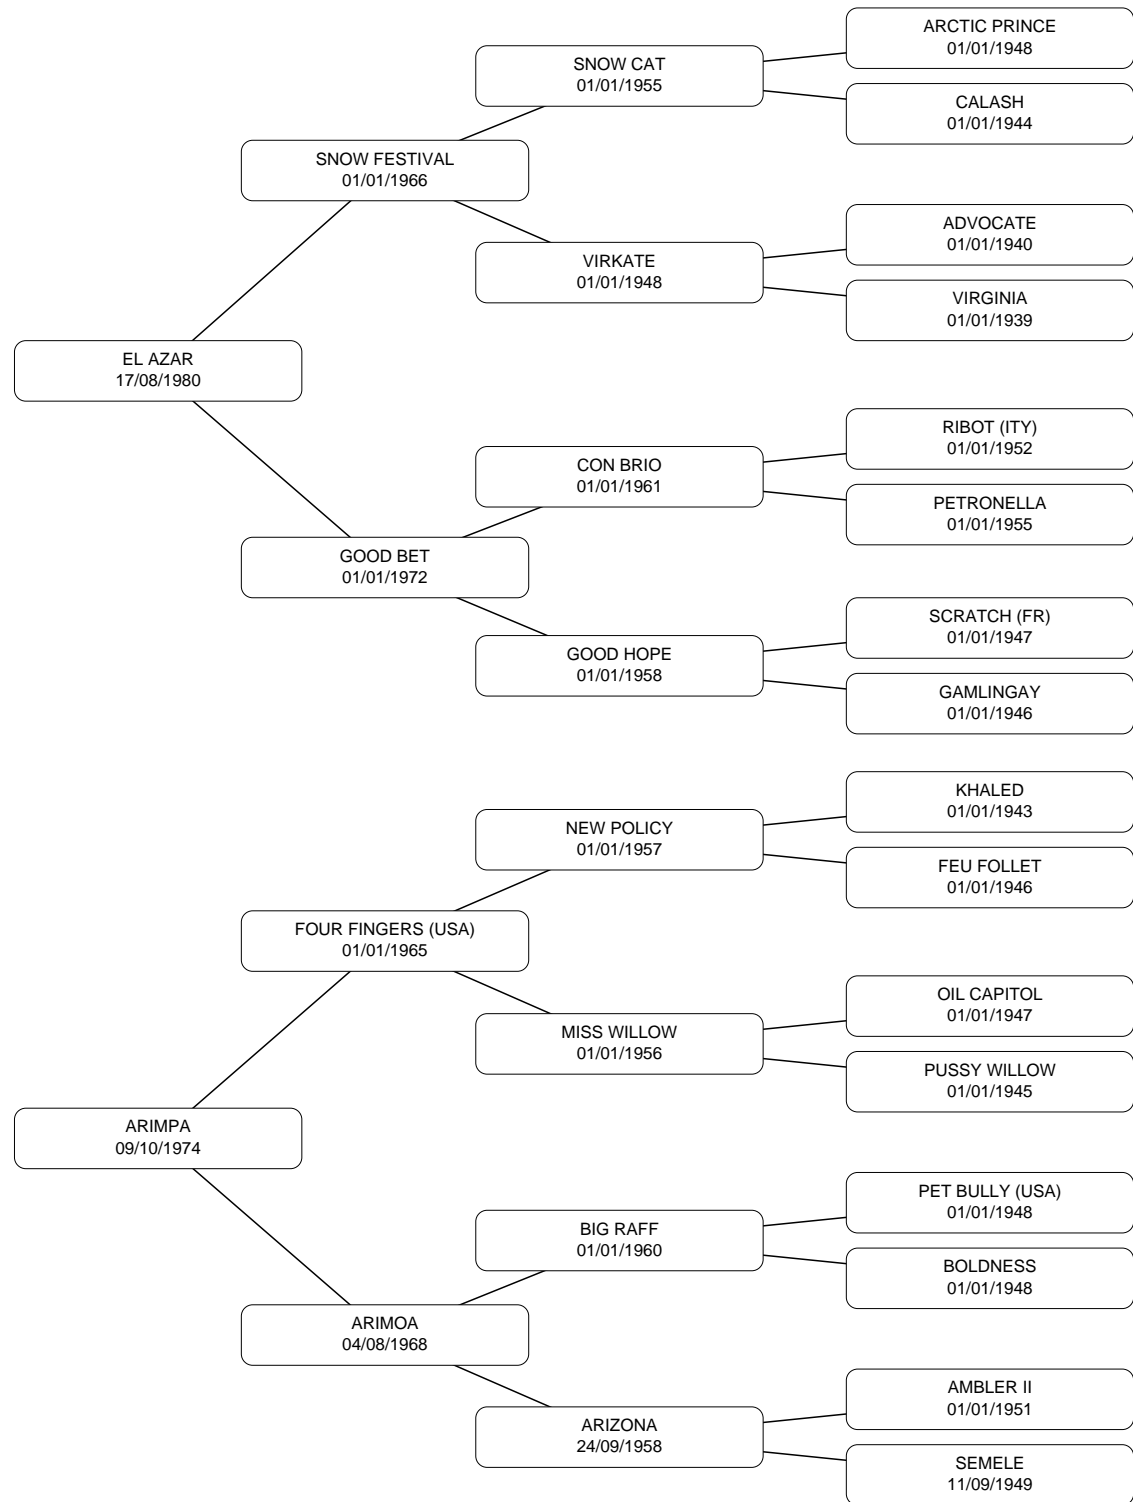 ARCTIC PRINCE
01/01/1948
SNOW CAT
01/01/1955
CALASH
01/01/1944
SNOW FESTIVAL
01/01/1966
ADVOCATE
01/01/1940
VIRKATE
01/01/1948
VIRGINIA
01/01/1939
EL AZAR
17/08/1980
RIBOT (ITY)
01/01/1952
CON BRIO
01/01/1961
PETRONELLA
01/01/1955
GOOD BET
01/01/1972
SCRATCH (FR)
01/01/1947
GOOD HOPE
01/01/1958
GAMLINGAY
01/01/1946
KHALED
01/01/1943
NEW POLICY
01/01/1957
FEU FOLLET
01/01/1946
FOUR FINGERS (USA)
01/01/1965
OIL CAPITOL
01/01/1947
MISS WILLOW
01/01/1956
PUSSY WILLOW
01/01/1945
ARIMPA
09/10/1974
PET BULLY (USA)
01/01/1948
BIG RAFF
01/01/1960
BOLDNESS
01/01/1948
ARIMOA
04/08/1968
AMBLER II
01/01/1951
ARIZONA
24/09/1958
SEMELE
11/09/1949